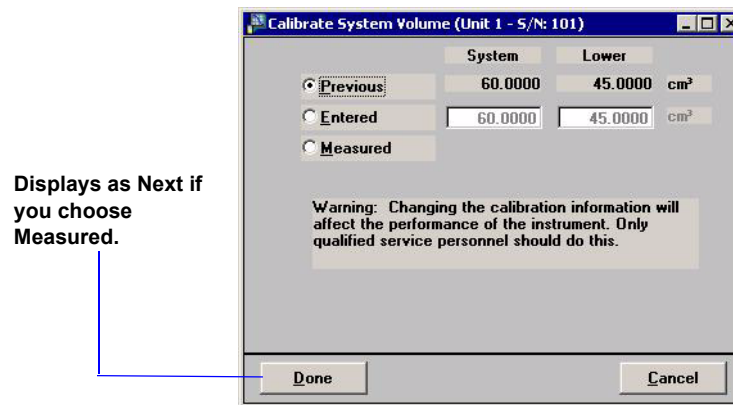 Calibrate System Volume (Unit 1 - S/N: 101)
System Lower
Previous 60.0000 45.0000 cm³
Entered 60.0000 45.0000 cm³
Measured
Displays as Next if
you choose
Measured.
Warning: Changing the calibration information will
affect the performance of the instrument. Only
qualified service personnel should do this.
Done Cancel